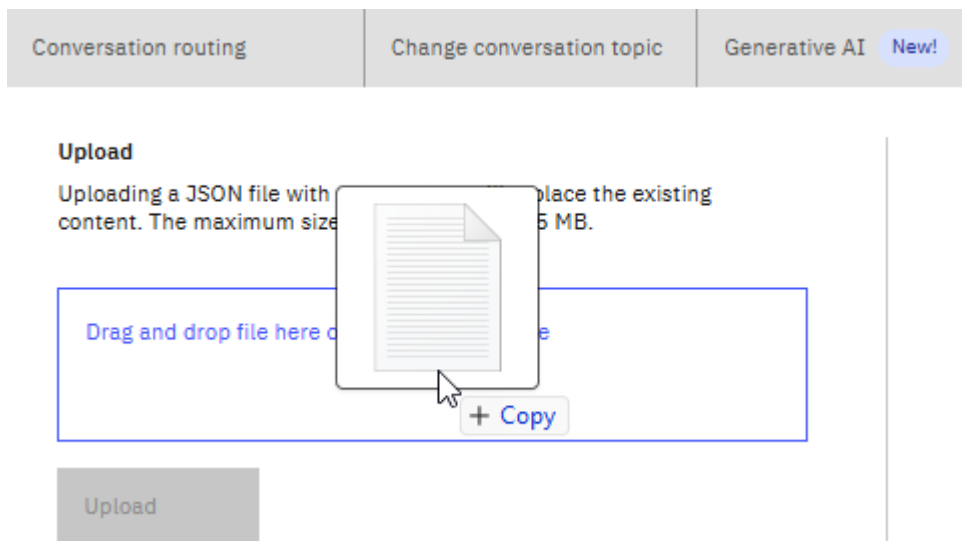 Conversation routing
Change conversation topic
Generative AI New!
Upload
Uploading a JSON file with place the existing
content. The maximum size 5 MB.
Drag and drop file here
+ Copy
Upload